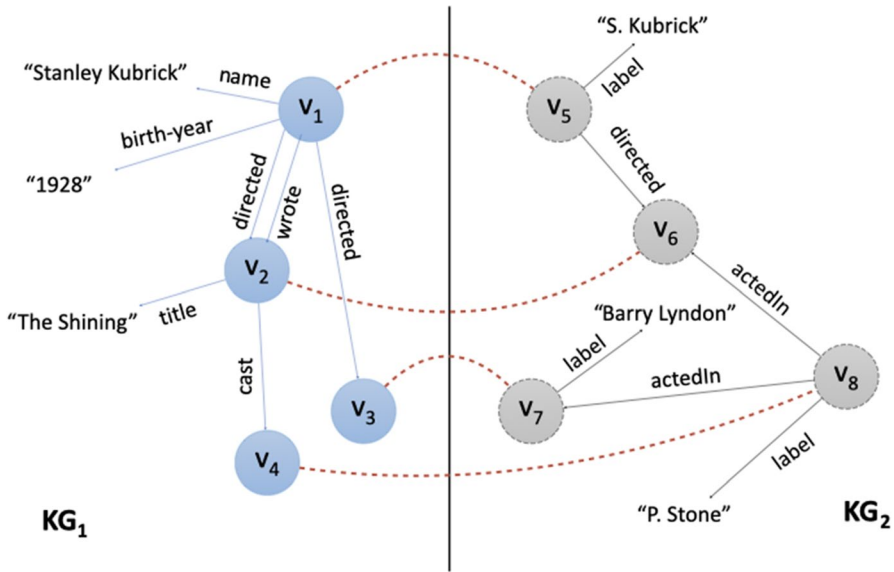 "S. Kubrick"
"Stanley Kubrick"
name
label
V1
V5
birth-year
"1928"
directed
wrote
directed
directed
V6
V2
actedIn
"The Shining"
title
"Barry Lyndon"
label
cast
actedIn
V8
V3
V7
V4
label
"P. Stone"
KG1
KG2